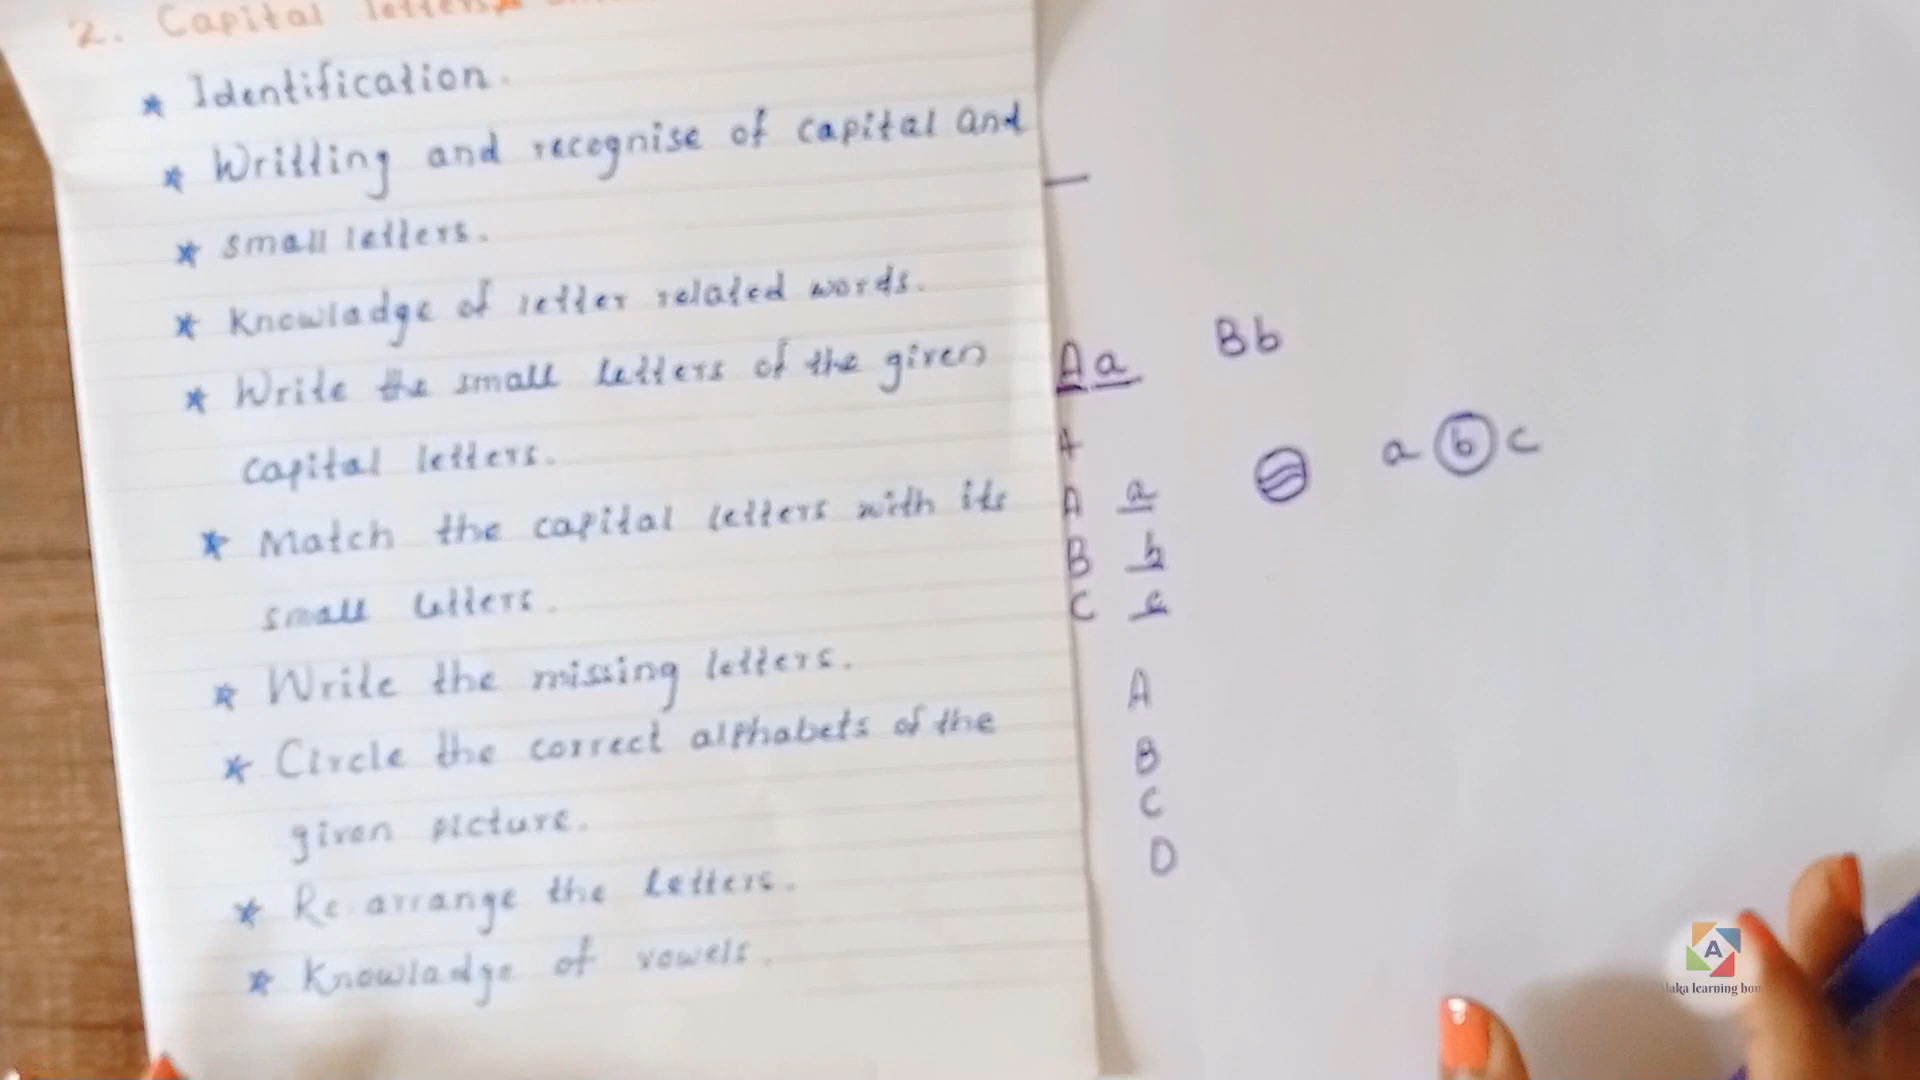 2. Capital letters,
* Identification.
* Writting and recognise of capital and
* small letters.
* Knowladge of letter related words.
* Write the small letters of the given
capital letters.
* Match the capital letters with its
small letters.
* Write the missing letters.
* Circle the correct alphabets of the
given picture.
* Re-arrange the letters.
* Knowladge of vowels.
Aa Bb
A
a b c
A a
B b
C c
A
B
C
D
A
learning